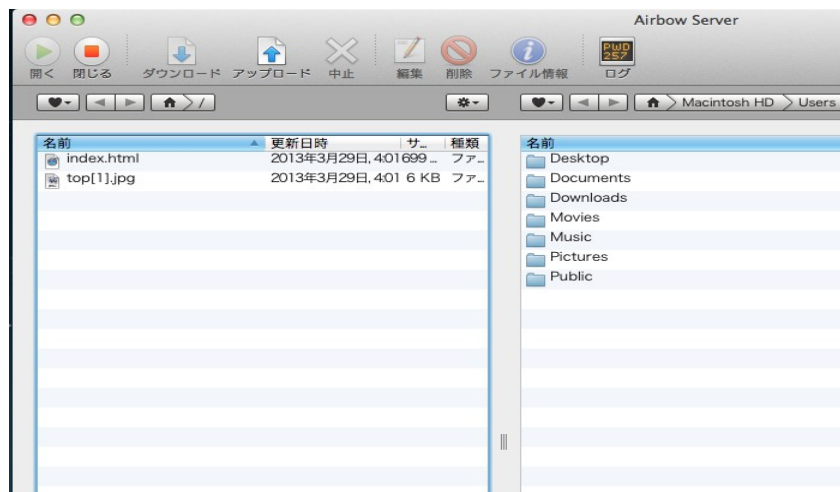 Airbow Server
開く 閉じる ダウンロード アップロード 中止 編集 削除 ファイル情報 PWD 257 ログ
/ Macintosh HD Users
名前 更新日時 サ... 種類 名前
index.html 2013年3月29日, 4:01 699 ... ファ... Desktop
top[1].jpg 2013年3月29日, 4:01 6 KB ファ... Documents
Downloads
Movies
Music
Pictures
Public